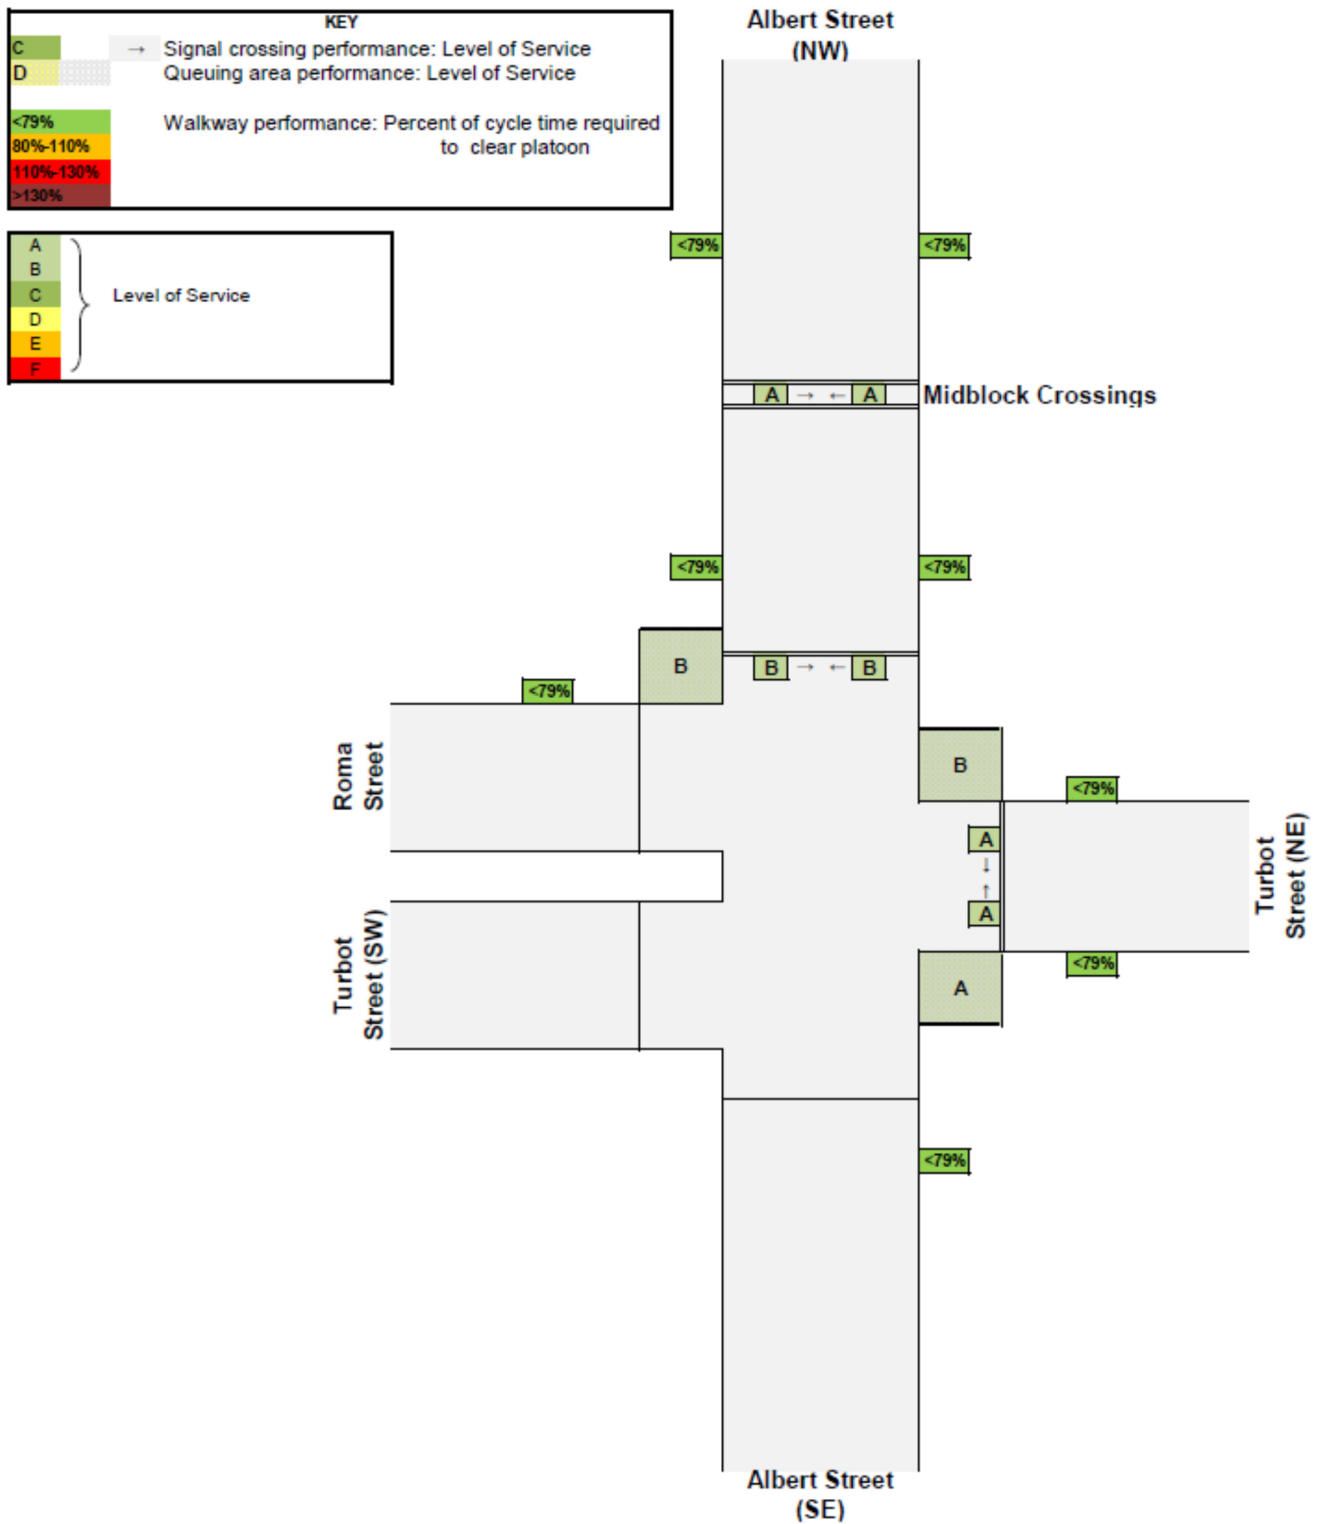 KEY
C → Signal crossing performance: Level of Service
D Queuing area performance: Level of Service
<79% Walkway performance: Percent of cycle time required
80%-110% to clear platoon
110%-130%
>130%
A
B
C Level of Service
D
E
F
Albert Street
(NW)
<79% <79%
A → ← A Midblock Crossings
<79% <79%
B B → ← B
<79%
Roma
Street
B
<79%
A
↓
↑
A
Turbot
Street (NE)
Turbot
Street (SW)
<79%
A
<79%
Albert Street
(SE)